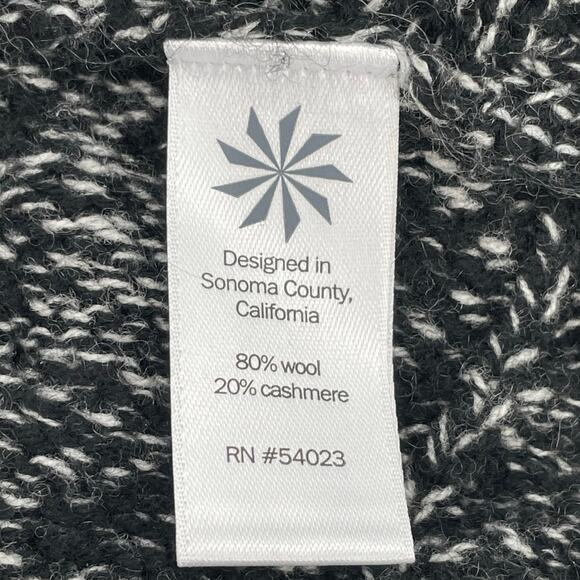 Designed in
Sonoma County,
California
80% wool
20% cashmere
RN #54023